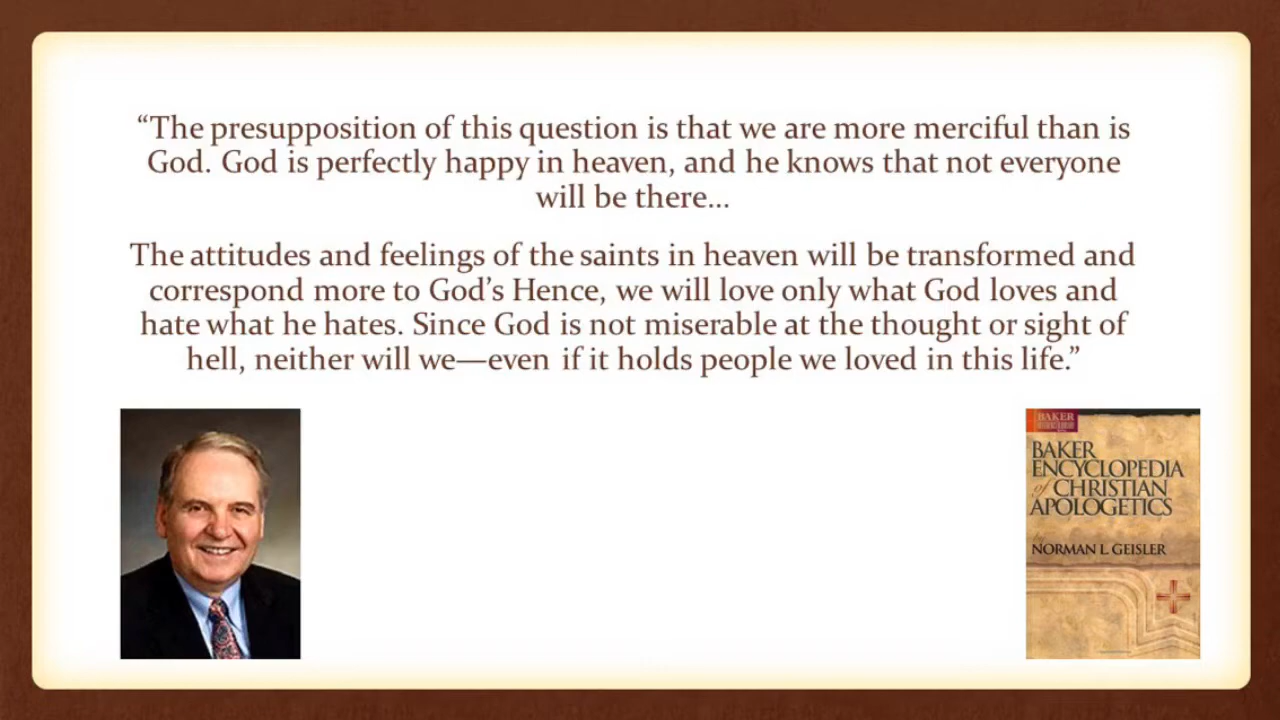 “The presupposition of this question is that we are more merciful than is
God. God is perfectly happy in heaven, and he knows that not everyone
will be there...
The attitudes and feelings of the saints in heaven will be transformed and
correspond more to God’s Hence, we will love only what God loves and
hate what he hates. Since God is not miserable at the thought or sight of
hell, neither will we—even if it holds people we loved in this life.”
BAKER
BAKER
ENCYCLOPEDIA
of CHRISTIAN
APOLOGETICS
NORMAN L. GEISLER